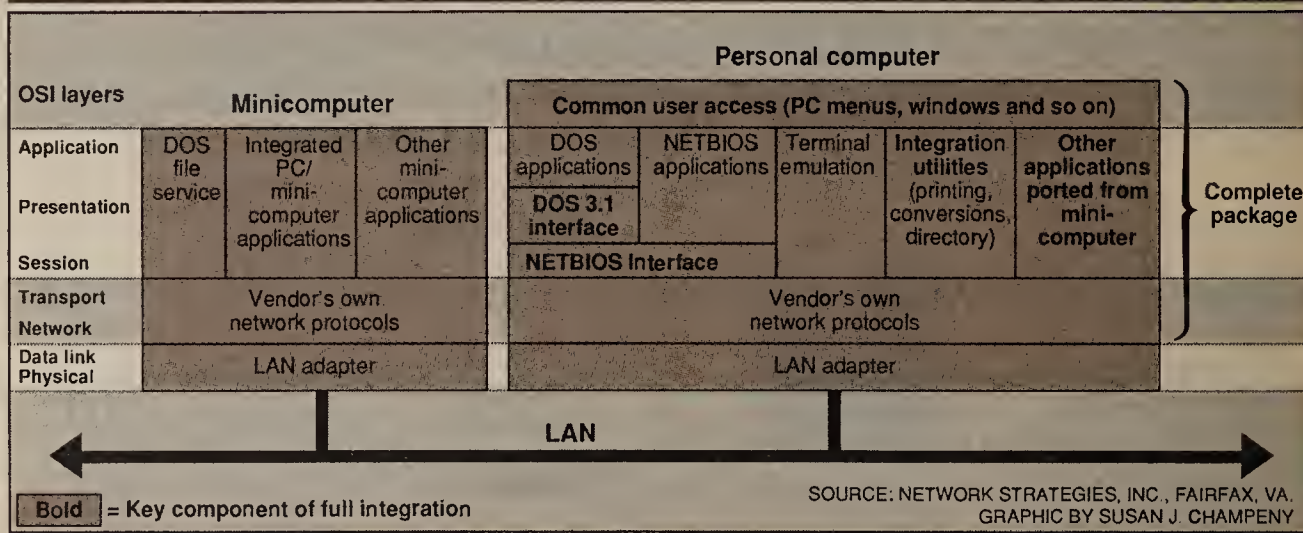 Personal computer
OSI layers
Minicomputer
Common user access (PC menus, windows and so on)
Application
Presentation
Session
DOS
file
service
Integrated
PC/
mini-
computer
applications
Other
mini-
computer
applications
DOS
applications
DOS 3.1
interface
NETBIOS
applications
NETBIOS Interface
Terminal
emulation
Integration
utilities
(printing,
conversions,
directory)
Other
applications
ported from
mini-
computer
Complete
package
Transport
Network
Vendor's own
network protocols
Vendor's own
network protocols
Data link
Physical
LAN adapter
LAN adapter
LAN
Bold = Key component of full integration
SOURCE: NETWORK STRATEGIES, INC., FAIRFAX, VA.
GRAPHIC BY SUSAN J. CHAMPENY